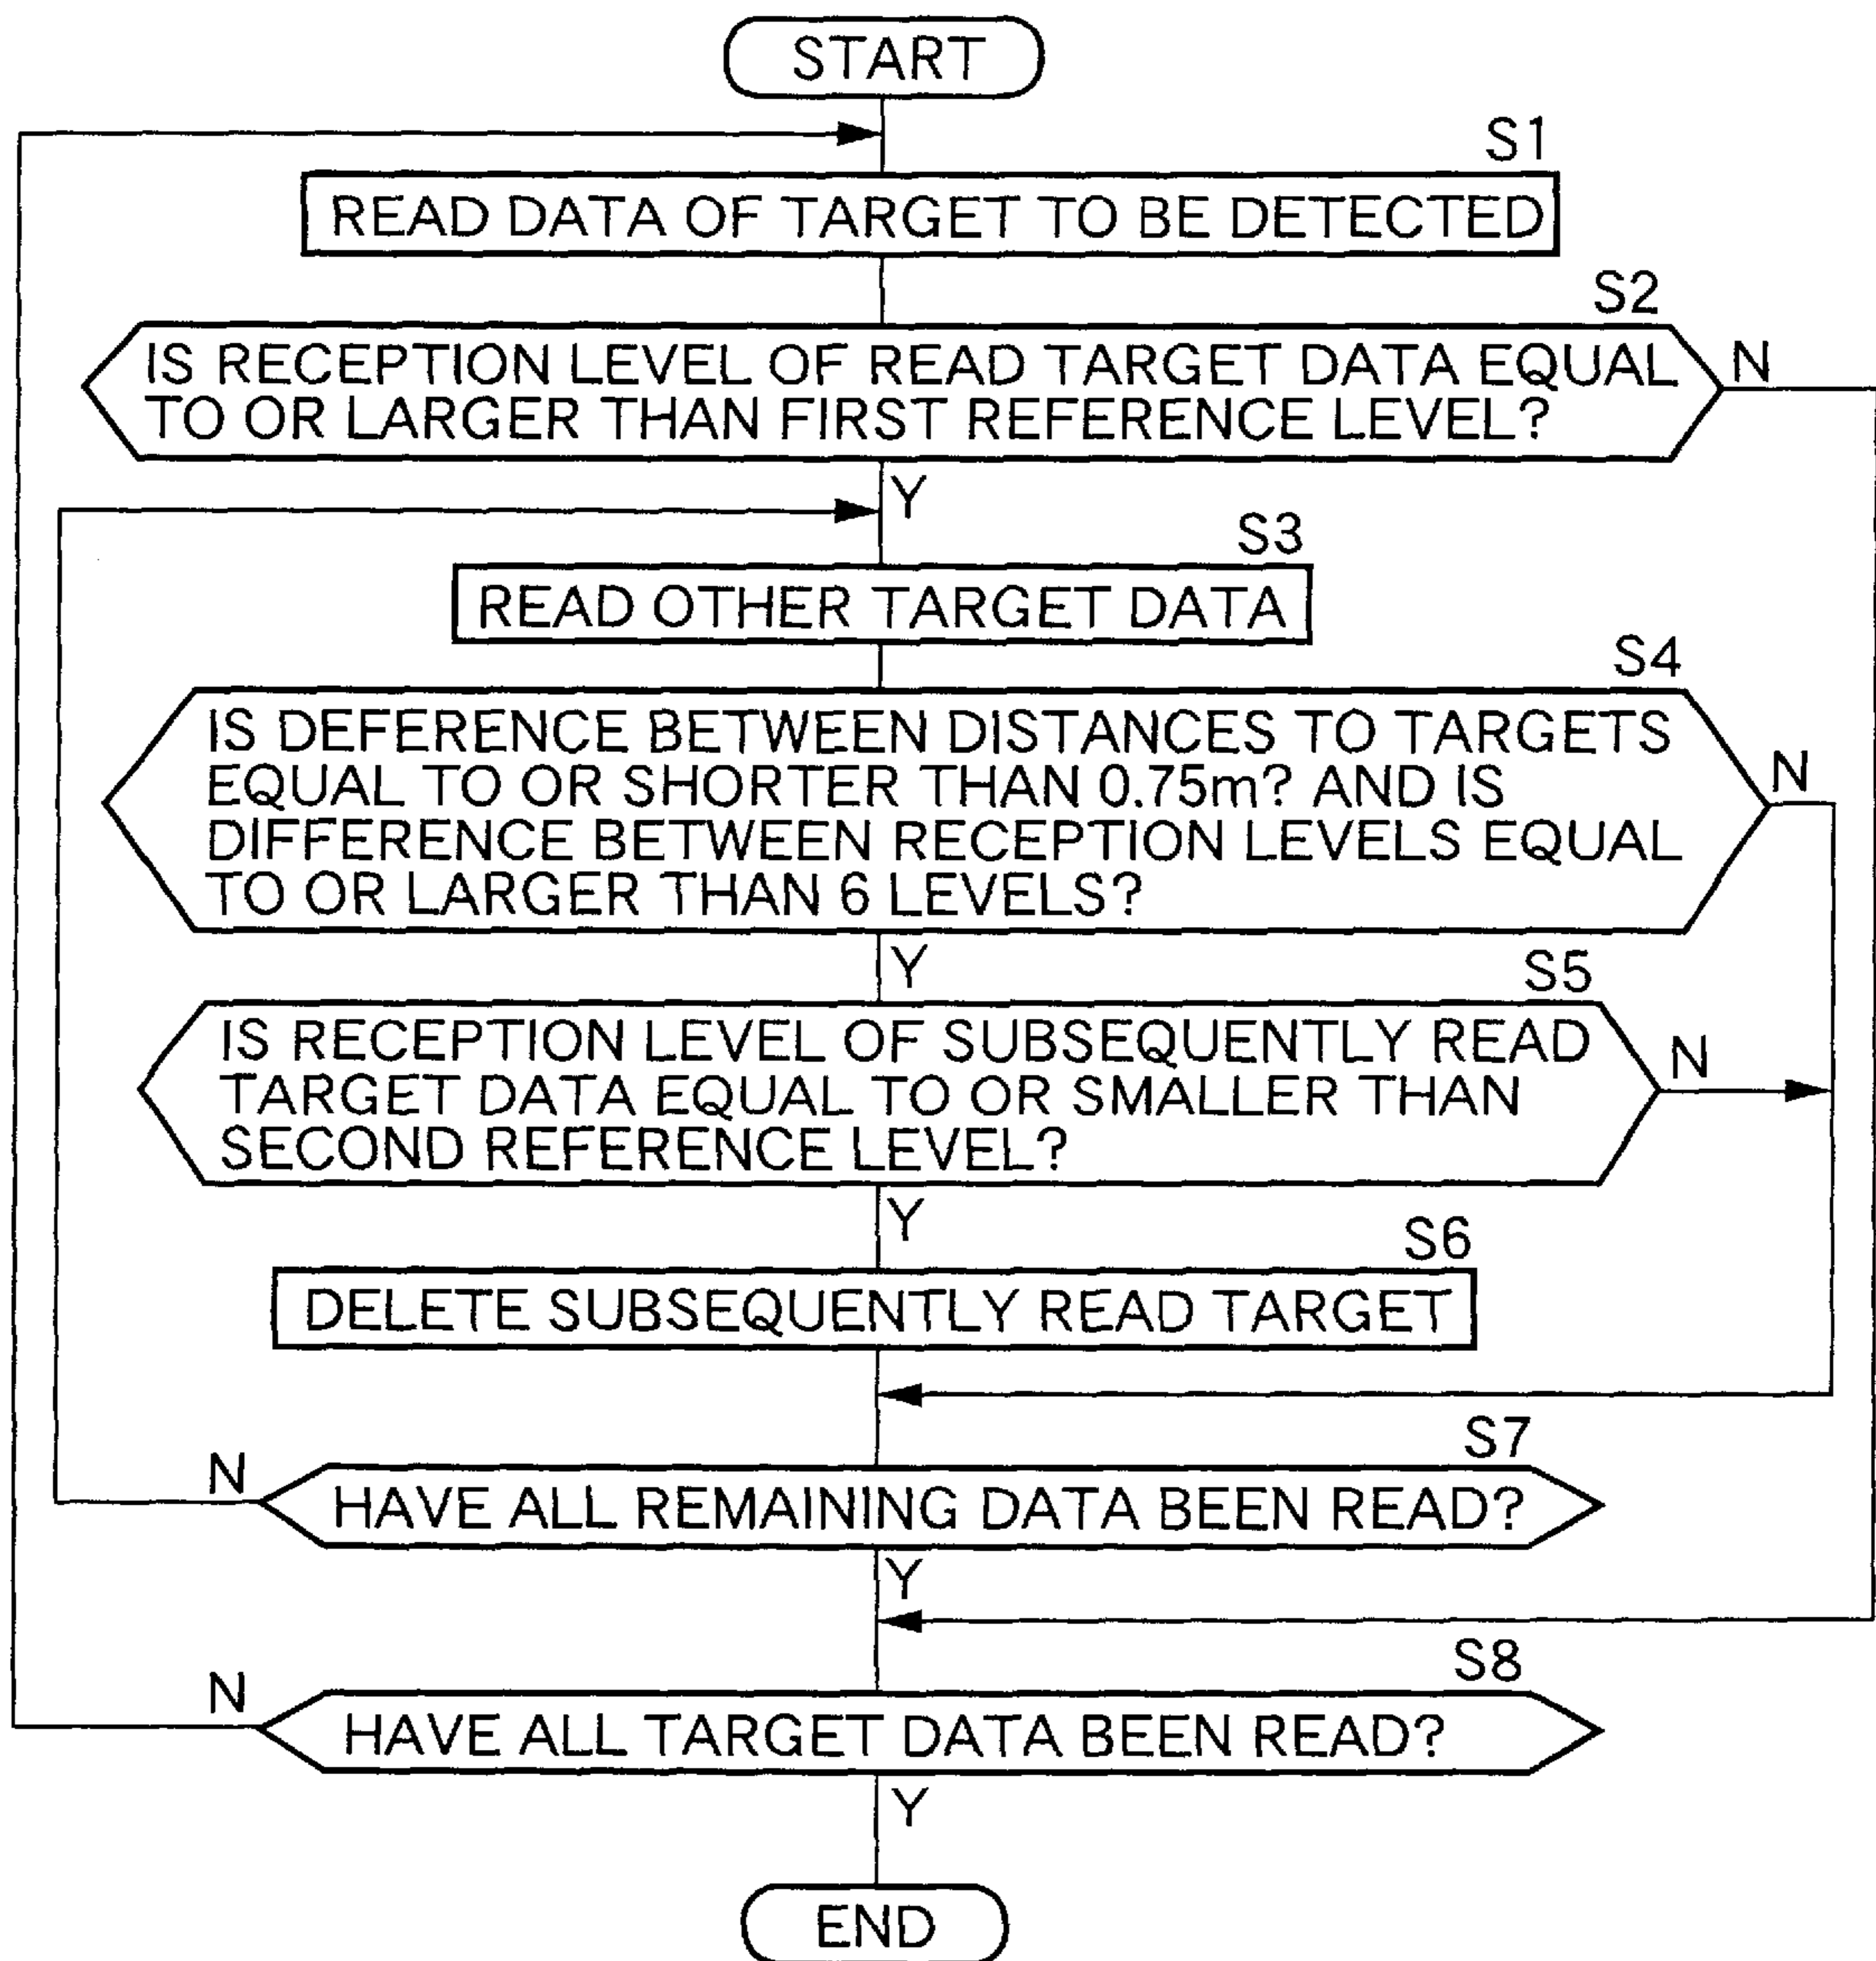 START
S1
READ DATA OF TARGET TO BE DETECTED
S2
IS RECEPTION LEVEL OF READ TARGET DATA EQUAL
TO OR LARGER THAN FIRST REFERENCE LEVEL?
N
Y
S3
READ OTHER TARGET DATA
S4
IS DEFERENCE BETWEEN DISTANCES TO TARGETS
EQUAL TO OR SHORTER THAN 0.75m? AND IS
DIFFERENCE BETWEEN RECEPTION LEVELS EQUAL
TO OR LARGER THAN 6 LEVELS?
N
Y
S5
IS RECEPTION LEVEL OF SUBSEQUENTLY READ
TARGET DATA EQUAL TO OR SMALLER THAN
SECOND REFERENCE LEVEL?
N
Y
S6
DELETE SUBSEQUENTLY READ TARGET
S7
N
HAVE ALL REMAINING DATA BEEN READ?
Y
S8
N
HAVE ALL TARGET DATA BEEN READ?
Y
END